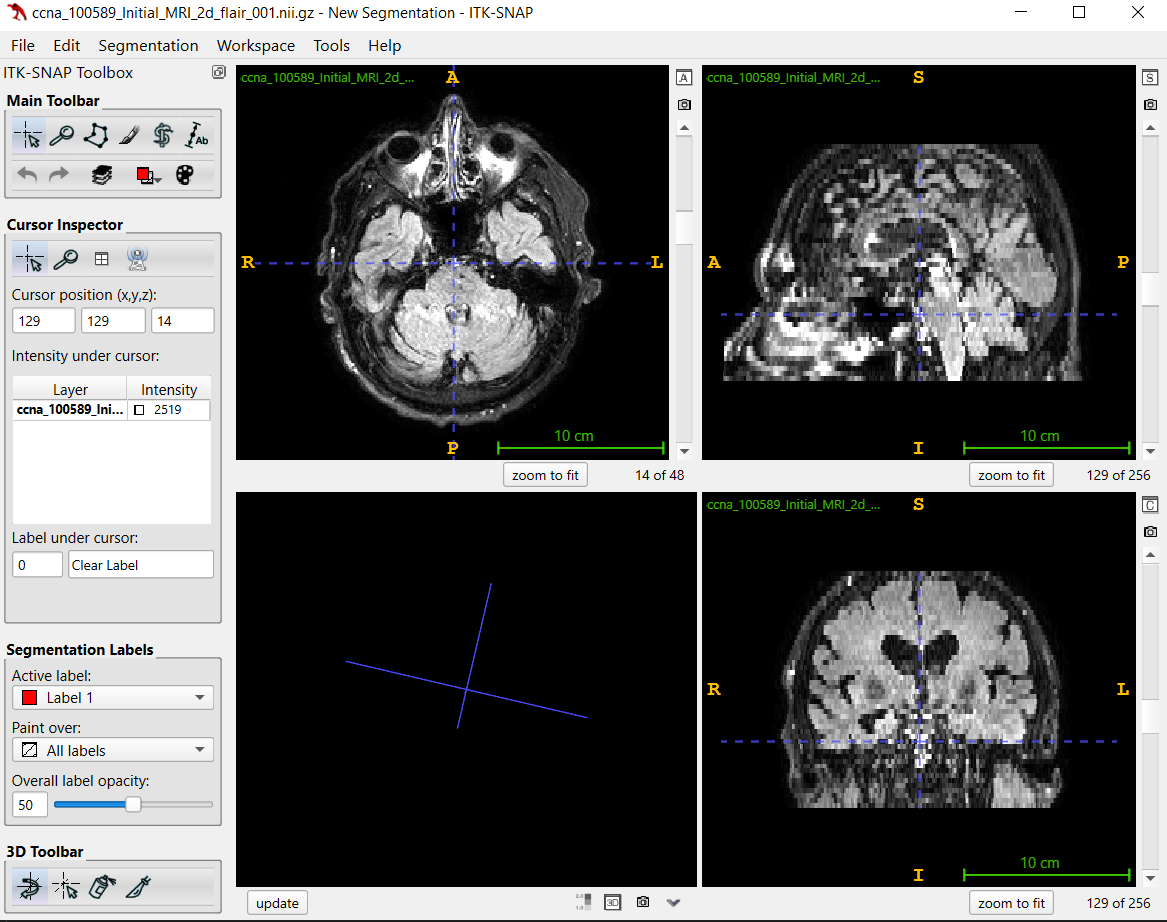 ccna_100589_Initial_MRI_2d_flair_001.nii.gz - New Segmentation - ITK-SNAP
File Edit Segmentation Workspace Tools Help
ITK-SNAP Toolbox
Main Toolbar
Ab
Cursor Inspector
Cursor position (x,y,z):
129 129 14
Intensity under cursor:
Layer Intensity
ccna_100589_Ini... 2519
Label under cursor:
0 Clear Label
Segmentation Labels
Active label:
Label 1
Paint over:
All labels
Overall label opacity:
50
3D Toolbar
ccna_100589_Initial_MRI_2d_...
A
A
R
L
P
10 cm
zoom to fit 14 of 48
ccna_100589_Initial_MRI_2d_...
S
S
A
P
I
10 cm
zoom to fit 129 of 256
update
3D
ccna_100589_Initial_MRI_2d_...
S
C
R
L
I
10 cm
zoom to fit 129 of 256